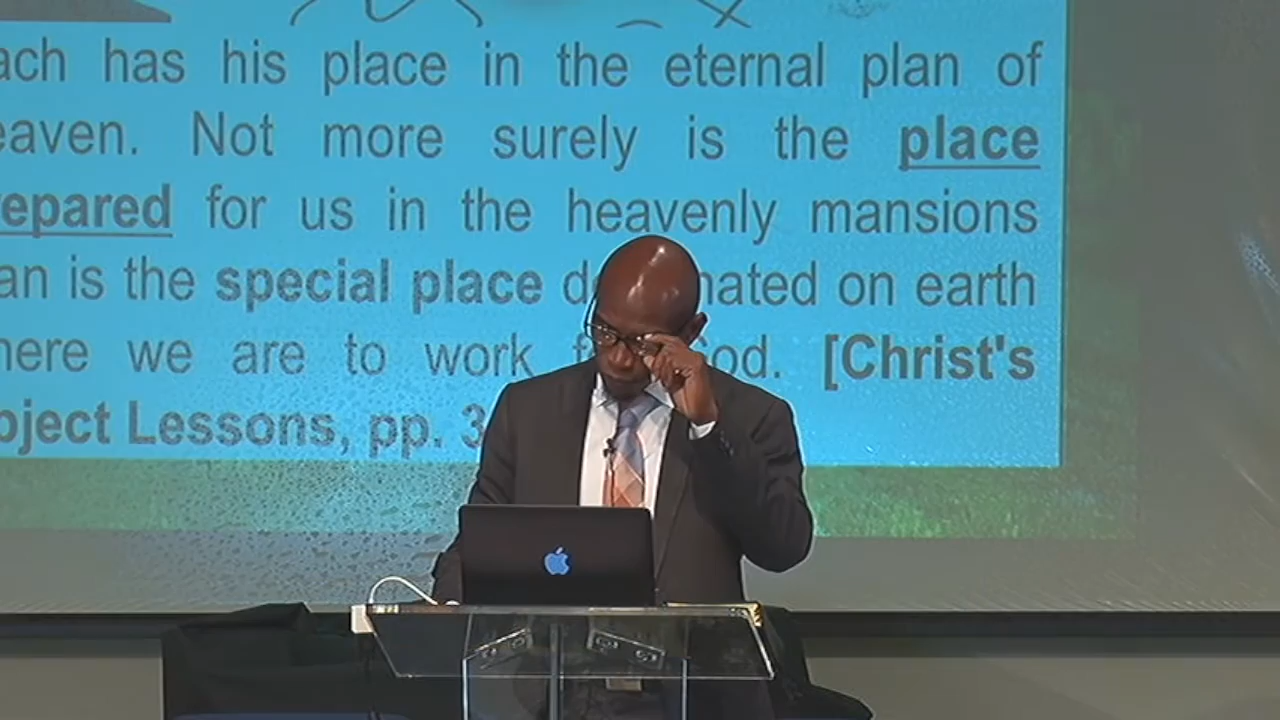 ach has his place in the eternal plan of
eaven. Not more surely is the place
epared for us in the heavenly mansions
an is the special place d nated on earth
here we are to work f od. [Christ's
bject Lessons, pp. 3